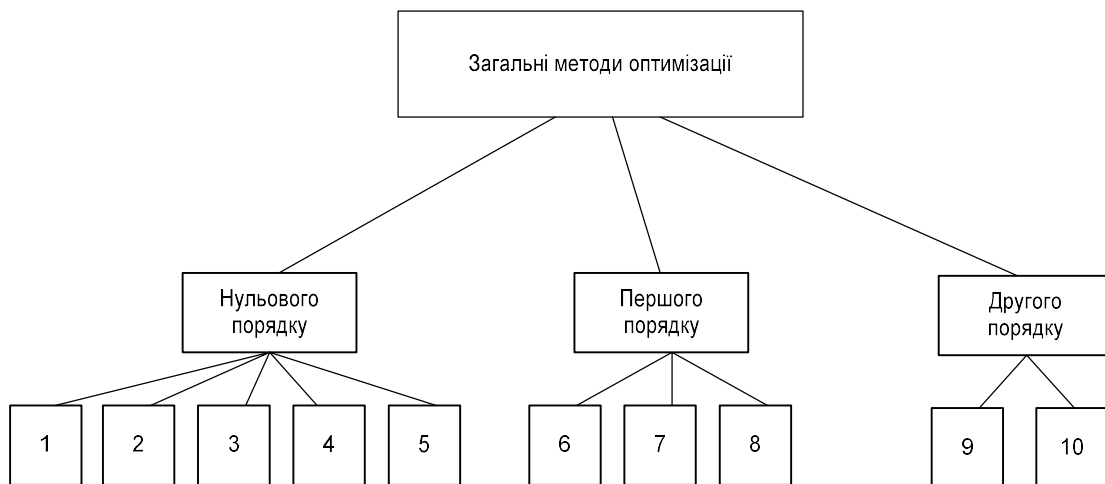 Загальні методи оптимізації
Нульового
порядку
Першого
порядку
Другого
порядку
1
2
3
4
5
6
7
8
9
10